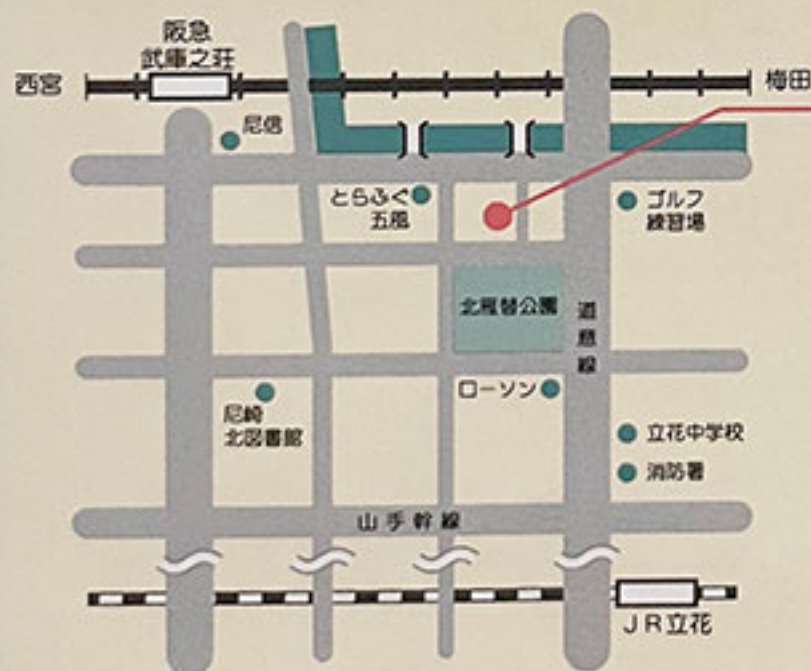 阪急
武庫之荘
西宮
梅田
尼信
とらふぐ
五風
ゴルフ
練習場
北雁替公園
道意線
ローソン
尼崎
北図書館
立花中学校
消防署
山手幹線
JR立花